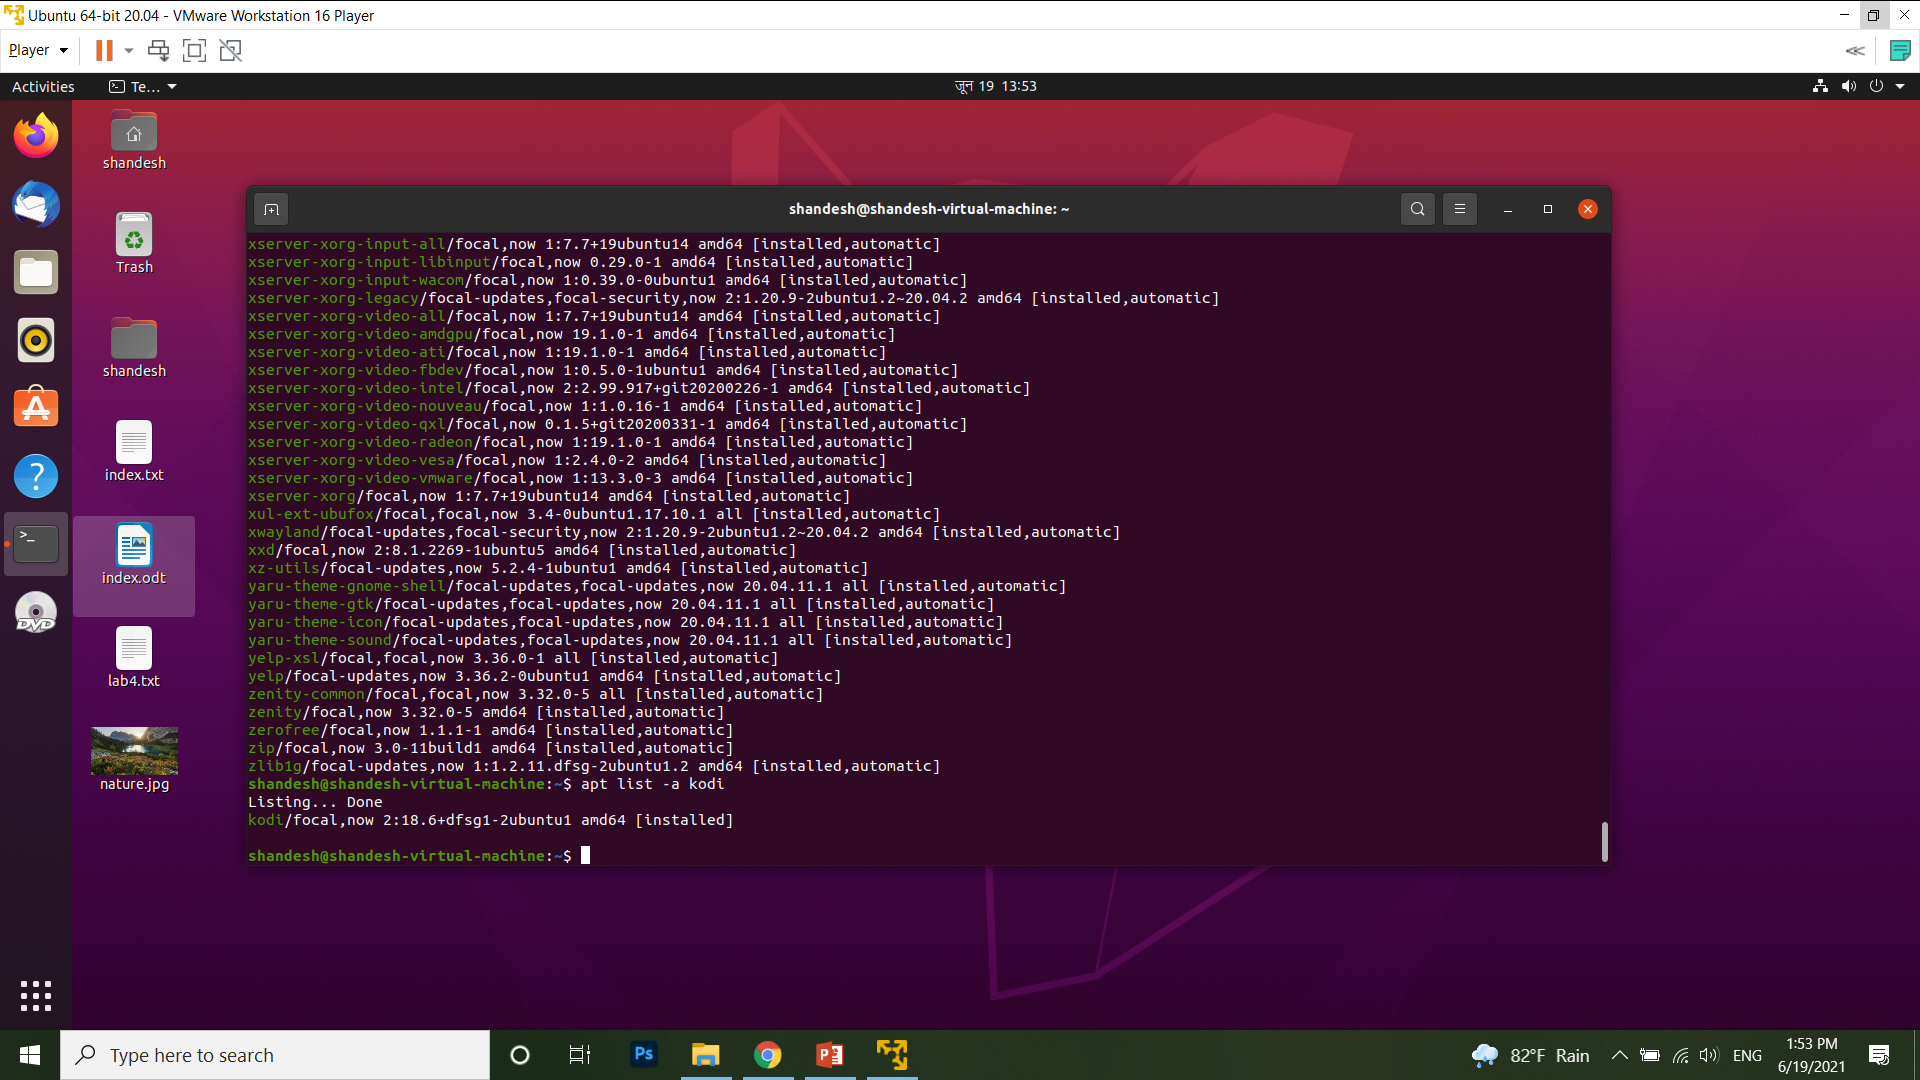 Ubuntu 64-bit 20.04 - VMware Workstation 16 Player
Player
Activities
Te...
जून 19 13:53
shandesh
Trash
shandesh
index.txt
index.odt
lab4.txt
nature.jpg
DVD
shandesh@shandesh-virtual-machine: ~
xserver-xorg-input-all/focal,now 1:7.7+19ubuntu14 amd64 [installed,automatic]
xserver-xorg-input-libinput/focal,now 0.29.0-1 amd64 [installed,automatic]
xserver-xorg-input-wacom/focal,now 1:0.39.0-0ubuntu1 amd64 [installed,automatic]
xserver-xorg-legacy/focal-updates,focal-security,now 2:1.20.9-2ubuntu1.2~20.04.2 amd64 [installed,automatic]
xserver-xorg-video-all/focal,now 1:7.7+19ubuntu14 amd64 [installed,automatic]
xserver-xorg-video-amdgpu/focal,now 19.1.0-1 amd64 [installed,automatic]
xserver-xorg-video-ati/focal,now 1:19.1.0-1 amd64 [installed,automatic]
xserver-xorg-video-fbdev/focal,now 1:0.5.0-1ubuntu1 amd64 [installed,automatic]
xserver-xorg-video-intel/focal,now 2:2.99.917+git20200226-1 amd64 [installed,automatic]
xserver-xorg-video-nouveau/focal,now 1:1.0.16-1 amd64 [installed,automatic]
xserver-xorg-video-qxl/focal,now 0.1.5+git20200331-1 amd64 [installed,automatic]
xserver-xorg-video-radeon/focal,now 1:19.1.0-1 amd64 [installed,automatic]
xserver-xorg-video-vesa/focal,now 1:2.4.0-2 amd64 [installed,automatic]
xserver-xorg-video-vmware/focal,now 1:13.3.0-3 amd64 [installed,automatic]
xserver-xorg/focal,now 1:7.7+19ubuntu14 amd64 [installed,automatic]
xul-ext-ubufox/focal,focal,now 3.4-0ubuntu1.17.10.1 all [installed,automatic]
xwayland/focal-updates,focal-security,now 2:1.20.9-2ubuntu1.2~20.04.2 amd64 [installed,automatic]
xxd/focal,now 2:8.1.2269-1ubuntu5 amd64 [installed,automatic]
xz-utils/focal-updates,now 5.2.4-1ubuntu1 amd64 [installed,automatic]
yaru-theme-gnome-shell/focal-updates,focal-updates,now 20.04.11.1 all [installed,automatic]
yaru-theme-gtk/focal-updates,focal-updates,now 20.04.11.1 all [installed,automatic]
yaru-theme-icon/focal-updates,focal-updates,now 20.04.11.1 all [installed,automatic]
yaru-theme-sound/focal-updates,focal-updates,now 20.04.11.1 all [installed,automatic]
yelp-xsl/focal,focal,now 3.36.0-1 all [installed,automatic]
yelp/focal-updates,now 3.36.2-0ubuntu1 amd64 [installed,automatic]
zenity-common/focal,focal,now 3.32.0-5 all [installed,automatic]
zenity/focal,now 3.32.0-5 amd64 [installed,automatic]
zerofree/focal,now 1.1.1-1 amd64 [installed,automatic]
zip/focal,now 3.0-11build1 amd64 [installed,automatic]
zlib1g/focal-updates,now 1:1.2.11.dfsg-2ubuntu1.2 amd64 [installed,automatic]
shandesh@shandesh-virtual-machine:~$ apt list -a kodi
Listing... Done
kodi/focal,now 2:18.6+dfsg1-2ubuntu1 amd64 [installed]
shandesh@shandesh-virtual-machine:~$
Type here to search
Ps
82°F Rain
ENG
1:53 PM
6/19/2021